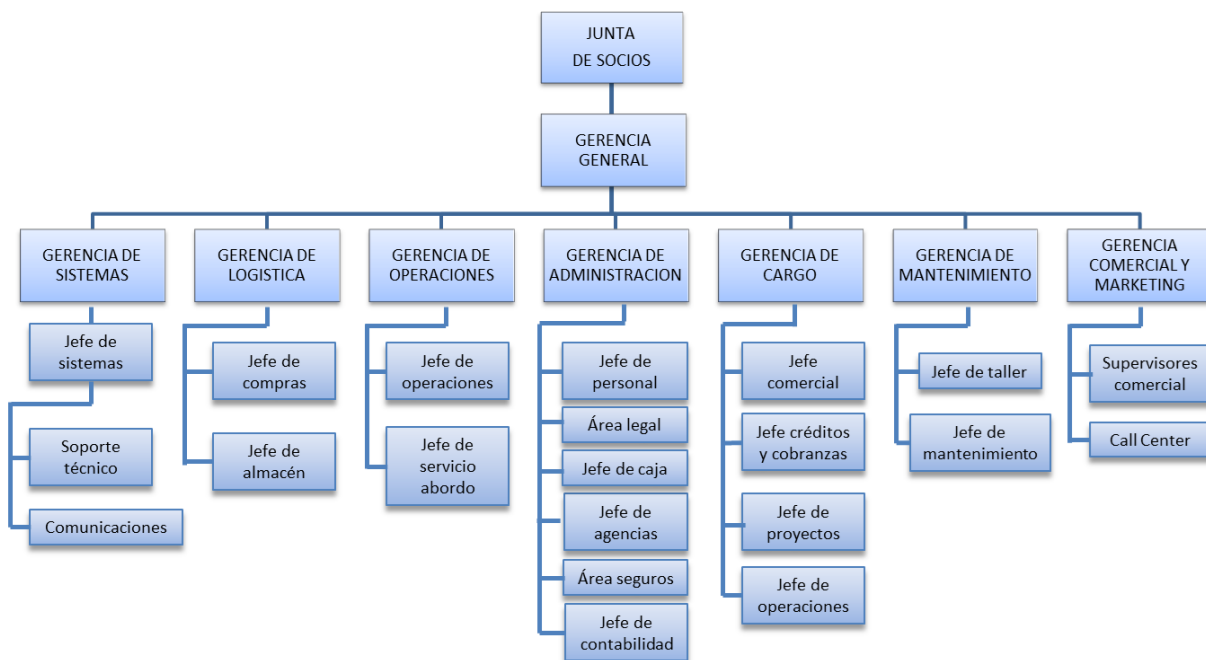 JUNTA
DE SOCIOS
GERENCIA
GENERAL
GERENCIA DE
SISTEMAS
GERENCIA DE
LOGISTICA
GERENCIA DE
OPERACIONES
GERENCIA DE
ADMINISTRACION
GERENCIA DE
CARGO
GERENCIA DE
MANTENIMIENTO
GERENCIA
COMERCIAL Y
MARKETING
Jefe de
sistemas
Soporte
técnico
Comunicaciones
Jefe de
compras
Jefe de
almacén
Jefe de
operaciones
Jefe de
servicio
abordo
Jefe de
personal
Área legal
Jefe de caja
Jefe de
agencias
Área seguros
Jefe de
contabilidad
Jefe
comercial
Jefe créditos
y cobranzas
Jefe de
proyectos
Jefe de
operaciones
Jefe de taller
Jefe de
mantenimiento
Supervisores
comercial
Call Center